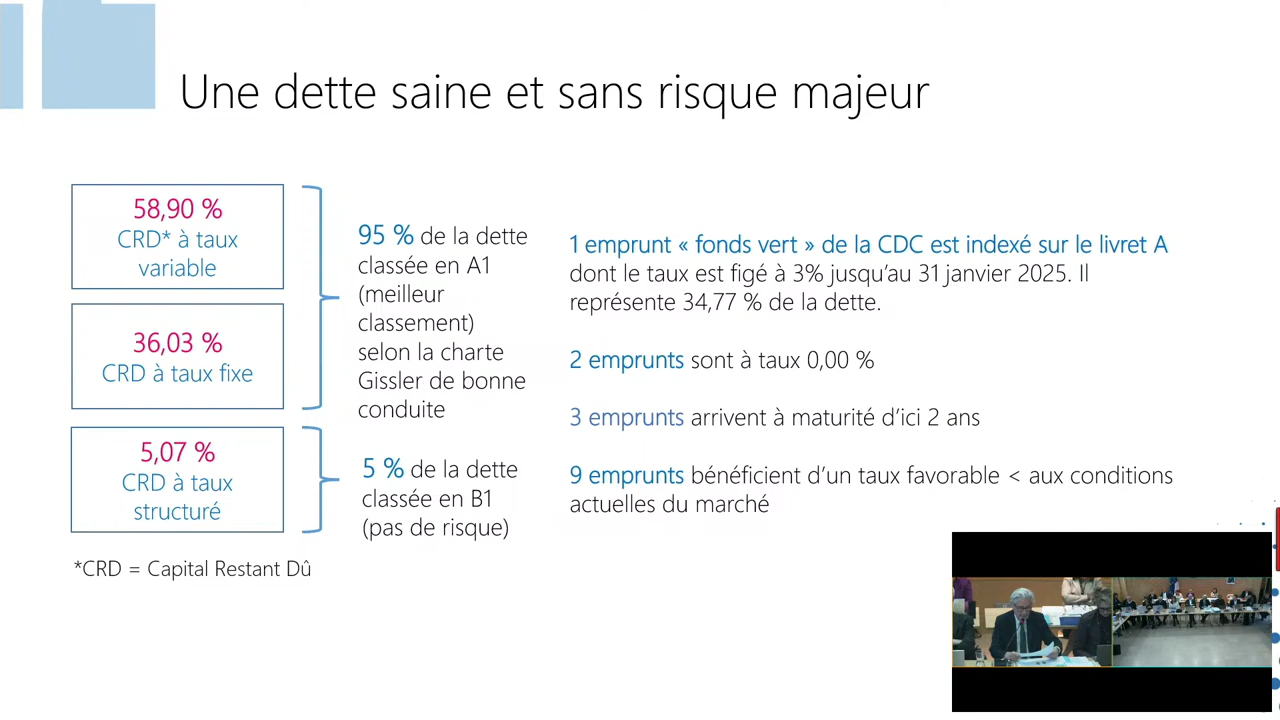 Une dette saine et sans risque majeur
58,90 %
CRD* à taux
variable
36,03 %
CRD à taux fixe
5,07 %
CRD à taux
structuré
*CRD = Capital Restant Dû
95 % de la dette
classée en A1
(meilleur
classement)
selon la charte
Gissler de bonne
conduite
5 % de la dette
classée en B1
(pas de risque)
1 emprunt « fonds vert » de la CDC est indexé sur le livret A
dont le taux est figé à 3% jusqu’au 31 janvier 2025. Il
représente 34,77 % de la dette.
2 emprunts sont à taux 0,00 %
3 emprunts arrivent à maturité d’ici 2 ans
9 emprunts bénéficient d’un taux favorable < aux conditions
actuelles du marché